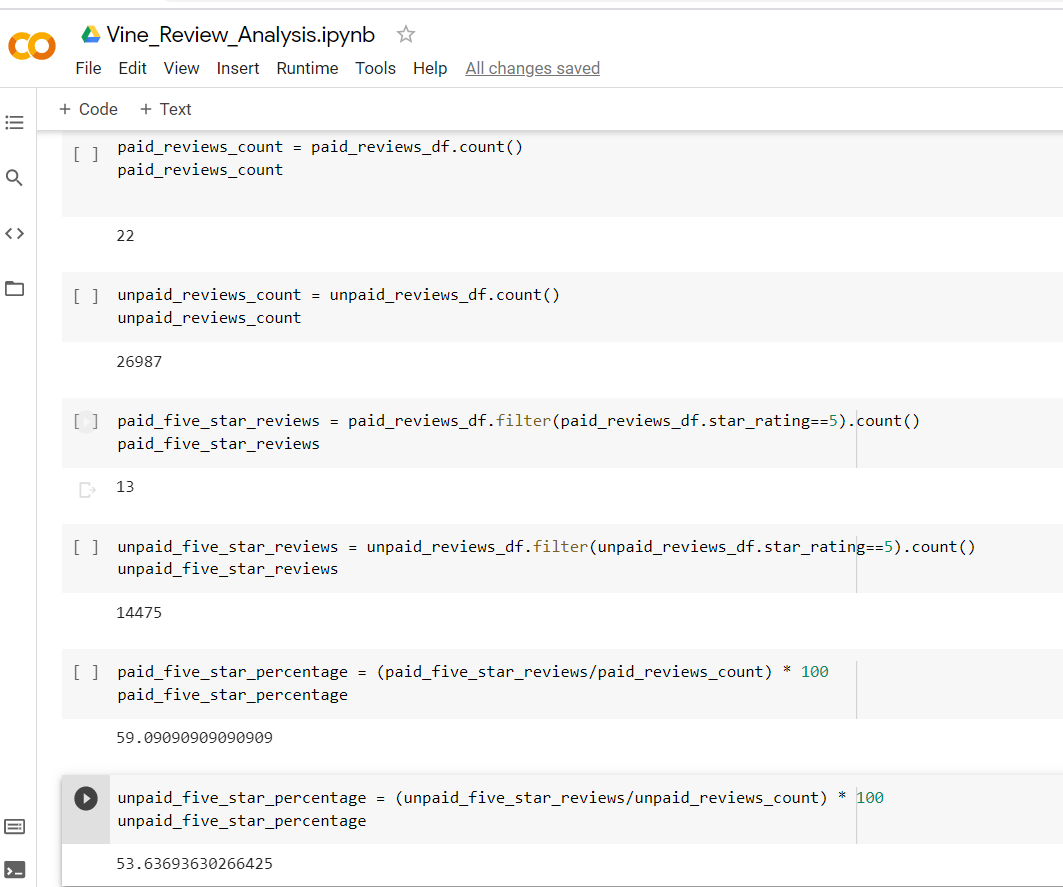 Vine_Review_Analysis.ipynb
File Edit View Insert Runtime Tools Help All changes saved
+ Code + Text
[ ] paid_reviews_count = paid_reviews_df.count()
paid_reviews_count
22
[ ] unpaid_reviews_count = unpaid_reviews_df.count()
unpaid_reviews_count
26987
[ ] paid_five_star_reviews = paid_reviews_df.filter(paid_reviews_df.star_rating==5).count()
paid_five_star_reviews
13
[ ] unpaid_five_star_reviews = unpaid_reviews_df.filter(unpaid_reviews_df.star_rating==5).count()
unpaid_five_star_reviews
14475
[ ] paid_five_star_percentage = (paid_five_star_reviews/paid_reviews_count) * 100
paid_five_star_percentage
59.09090909090909
unpaid_five_star_percentage = (unpaid_five_star_reviews/unpaid_reviews_count) * 100
unpaid_five_star_percentage
53.63693630266425